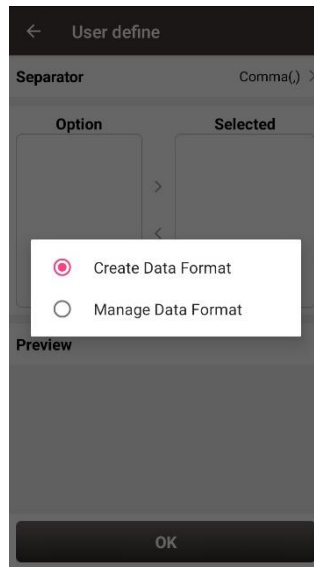 User define
Separator Comma(,)
Option Selected
Create Data Format
Manage Data Format
Preview
OK